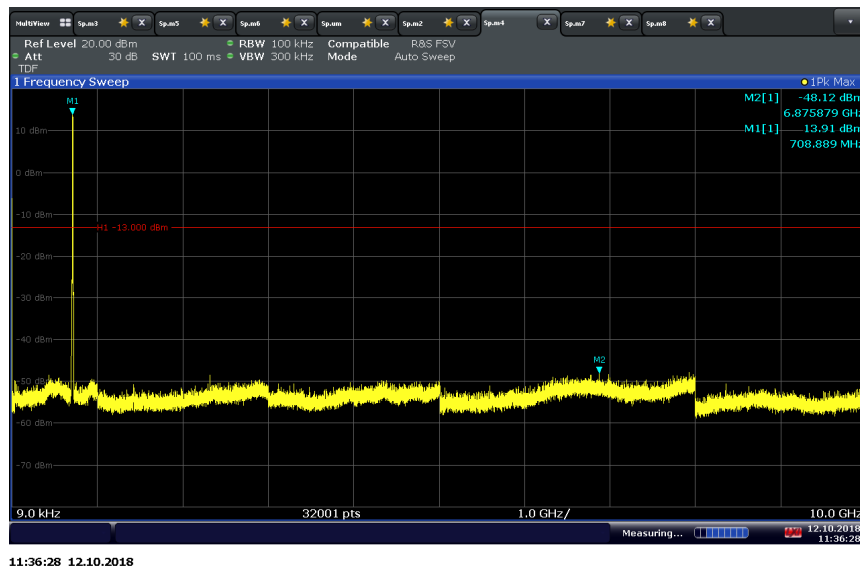 MultiView Sp.m3 X Sp.m5 X Sp.m6 X Sp.um X Sp.m2 X Sp.m4 X Sp.m7 X Sp.m8 X
Ref Level 20.00 dBm RBW 100 kHz Compatible R&S FSV
Att 30 dB SWT 100 ms VBW 300 kHz Mode Auto Sweep
TDF
1 Frequency Sweep 1Pk Max
M1 M2[1] -48.12 dBm
6.875879 GHz
10 dBm M1[1] 13.91 dBm
708.889 MHz
0 dBm
-10 dBm
H1 -13.000 dBm
-20 dBm
-30 dBm
-40 dBm
M2
-50 dBm
-60 dBm
-70 dBm
9.0 kHz 32001 pts 1.0 GHz/ 10.0 GHz
Measuring... 12.10.2018
11:36:28
11:36:28 12.10.2018